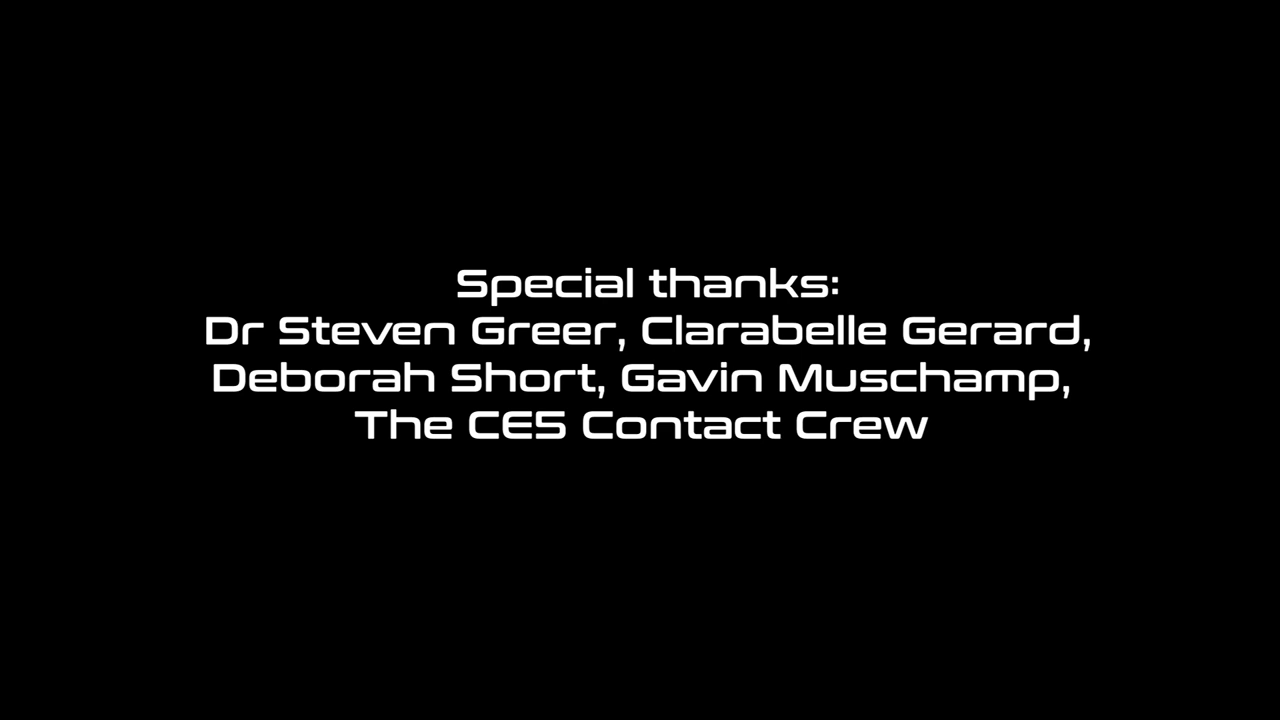 Special thanks:
Dr Steven Greer, Clarabelle Gerard,
Deborah Short, Gavin Muschamp,
The CE5 Contact Crew